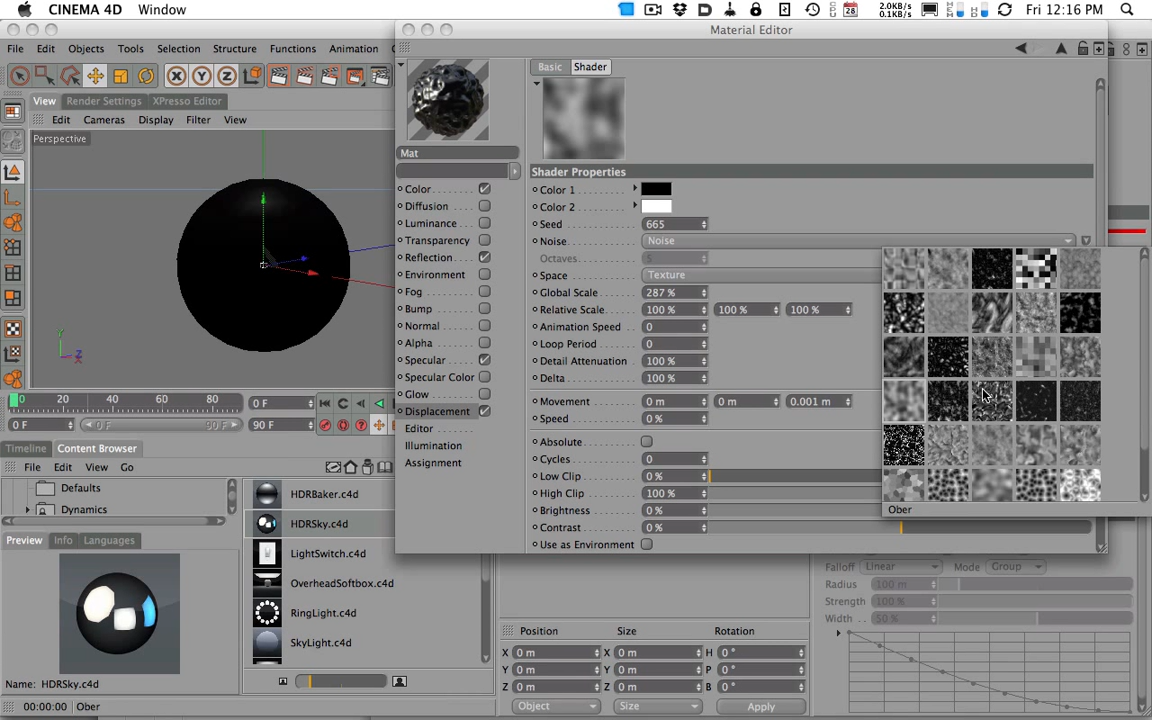 CINEMA 4D Window
2.0KB/s
0.1KB/s
Fri 12:16 PM
Material Editor
File Edit Objects Tools Selection Structure Functions Animation
Basic Shader
View Render Settings XPresso Editor
Edit Cameras Display Filter View
Perspective
Mat
Shader Properties
Color
Diffusion
Luminance
Transparency
Reflection
Environment
Fog
Bump
Normal
Alpha
Specular
Specular Color
Glow
Displacement
Editor
Illumination
Assignment
Color 1
Color 2
Seed 665
Noise Noise
Octaves 5
Space Texture
Global Scale 287 %
Relative Scale 100 % 100 % 100 %
Animation Speed 0
Loop Period 0
Detail Attenuation 100 %
Delta 100 %
Movement 0 m 0 m 0.001 m
Speed 0 %
Absolute
Cycles 0
Low Clip 0 %
High Clip 100 %
Brightness 0 %
Contrast 0 %
Use as Environment
Ober
Y
Z
0 20 40 60 80 0 F
0 F 0 F 90 F 90 F
Timeline Content Browser
File Edit View Go
Defaults
Dynamics
HDRBaker.c4d
HDRSky.c4d
LightSwitch.c4d
OverheadSoftbox.c4d
RingLight.c4d
SkyLight.c4d
Preview Info Languages
Name: HDRSky.c4d
00:00:00 Ober
Falloff Linear Mode Group
Radius 100 m
Strength 100 %
Width 50 %
Position Size Rotation
X 0 m X 0 m H 0 °
Y 0 m Y 0 m P 0 °
Z 0 m Z 0 m B 0 °
Object Size Apply